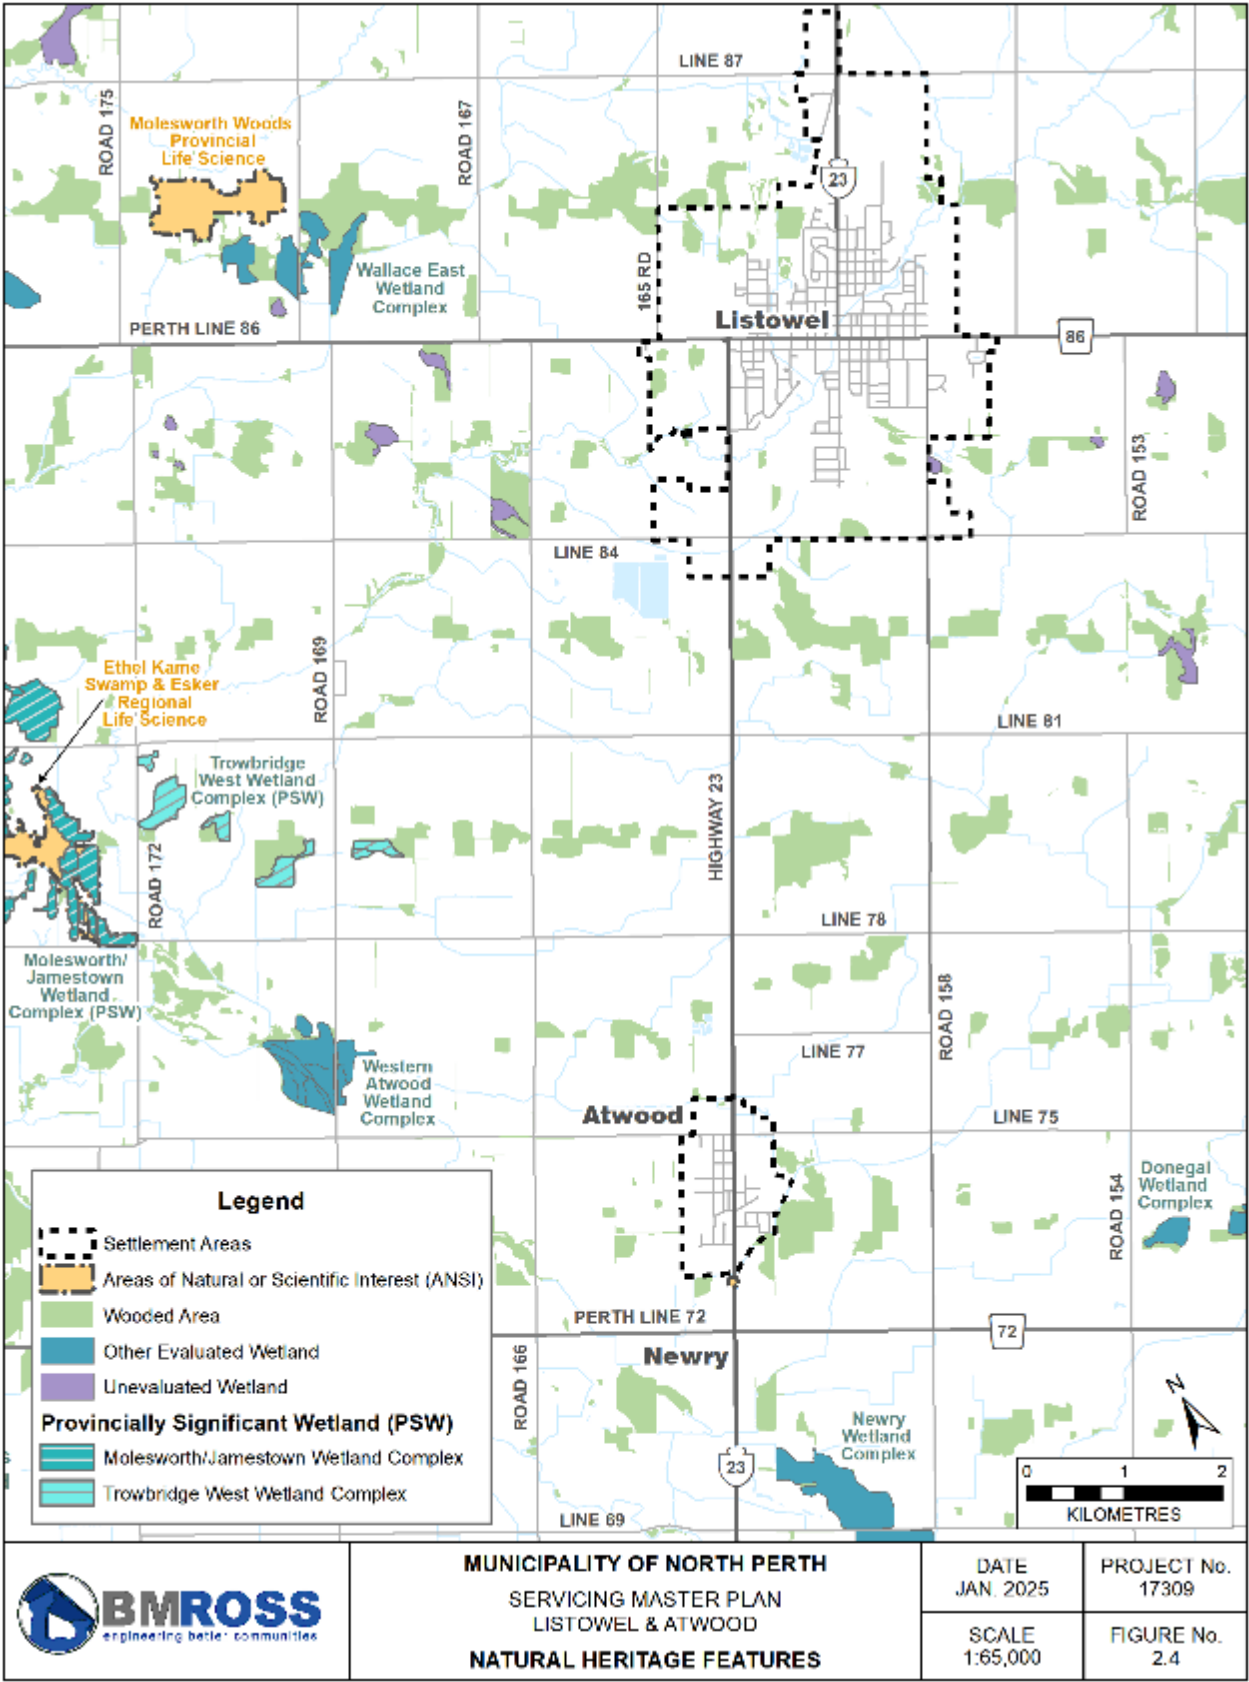 LINE 87
ROAD 175
Molesworth Woods
Provincial
Life Science
ROAD 167
23
165 RD
Wallace East
Wetland
Complex
PERTH LINE 86
Listowel
86
ROAD 153
LINE 84
ROAD 169
Ethel Kame
Swamp & Esker
Regional
Life Science
LINE 81
Trowbridge
West Wetland
Complex (PSW)
HIGHWAY 23
ROAD 172
LINE 78
Molesworth/
Jamestown
Wetland
Complex (PSW)
ROAD 158
LINE 77
Western
Atwood
Wetland
Complex
Atwood
LINE 75
Donegal
Wetland
Complex
ROAD 154
Legend
Settlement Areas
Areas of Natural or Scientific Interest (ANSI)
Wooded Area
Other Evaluated Wetland
Unevaluated Wetland
Provincially Significant Wetland (PSW)
Molesworth/Jamestown Wetland Complex
Trowbridge West Wetland Complex
PERTH LINE 72
72
Newry
ROAD 166
N
Newry
Wetland
Complex
23
0 1 2
KILOMETRES
LINE 69
BMROSS
engineering better communities
MUNICIPALITY OF NORTH PERTH
SERVICING MASTER PLAN
LISTOWEL & ATWOOD
NATURAL HERITAGE FEATURES
DATE
JAN. 2025
PROJECT No.
17309
SCALE
1:65,000
FIGURE No.
2.4